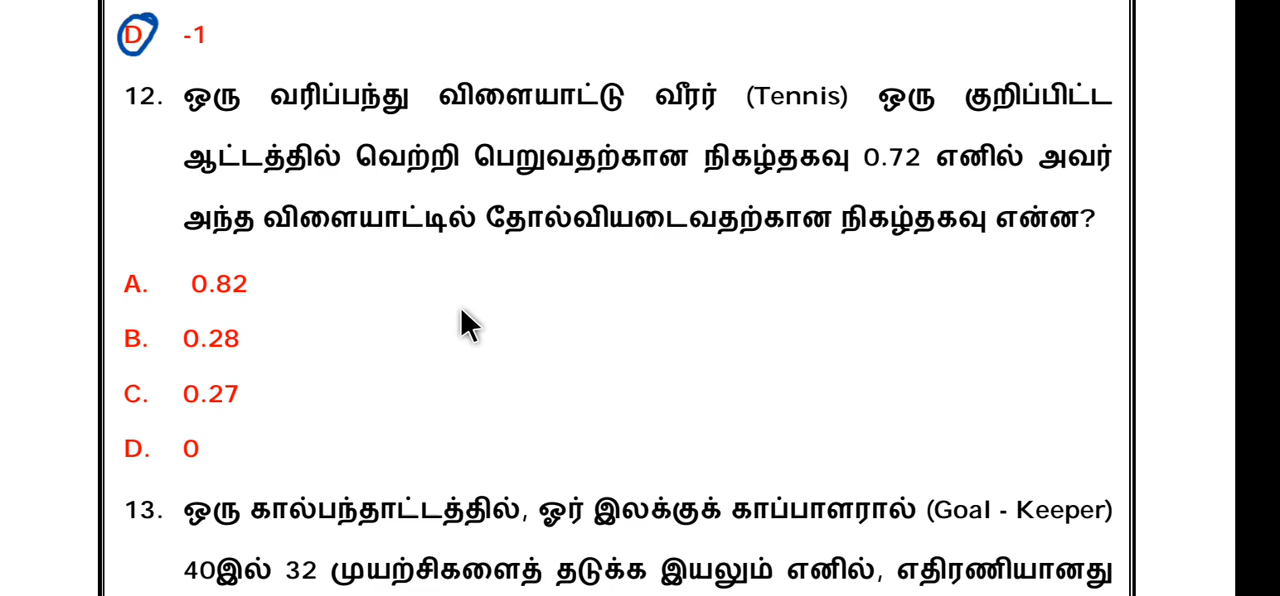 D -1
12. ஒரு வரிப்பந்து விளையாட்டு வீரர் (Tennis) ஒரு குறிப்பிட்ட
ஆட்டத்தில் வெற்றி பெறுவதற்கான நிகழ்தகவு 0.72 எனில் அவர்
அந்த விளையாட்டில் தோல்வியடைவதற்கான நிகழ்தகவு என்ன?
A. 0.82
B. 0.28
C. 0.27
D. 0
13. ஒரு கால்பந்தாட்டத்தில், ஓர் இலக்குக் காப்பாளரால் (Goal - Keeper)
40இல் 32 முயற்சிகளைத் தடுக்க இயலும் எனில், எதிரணியானது